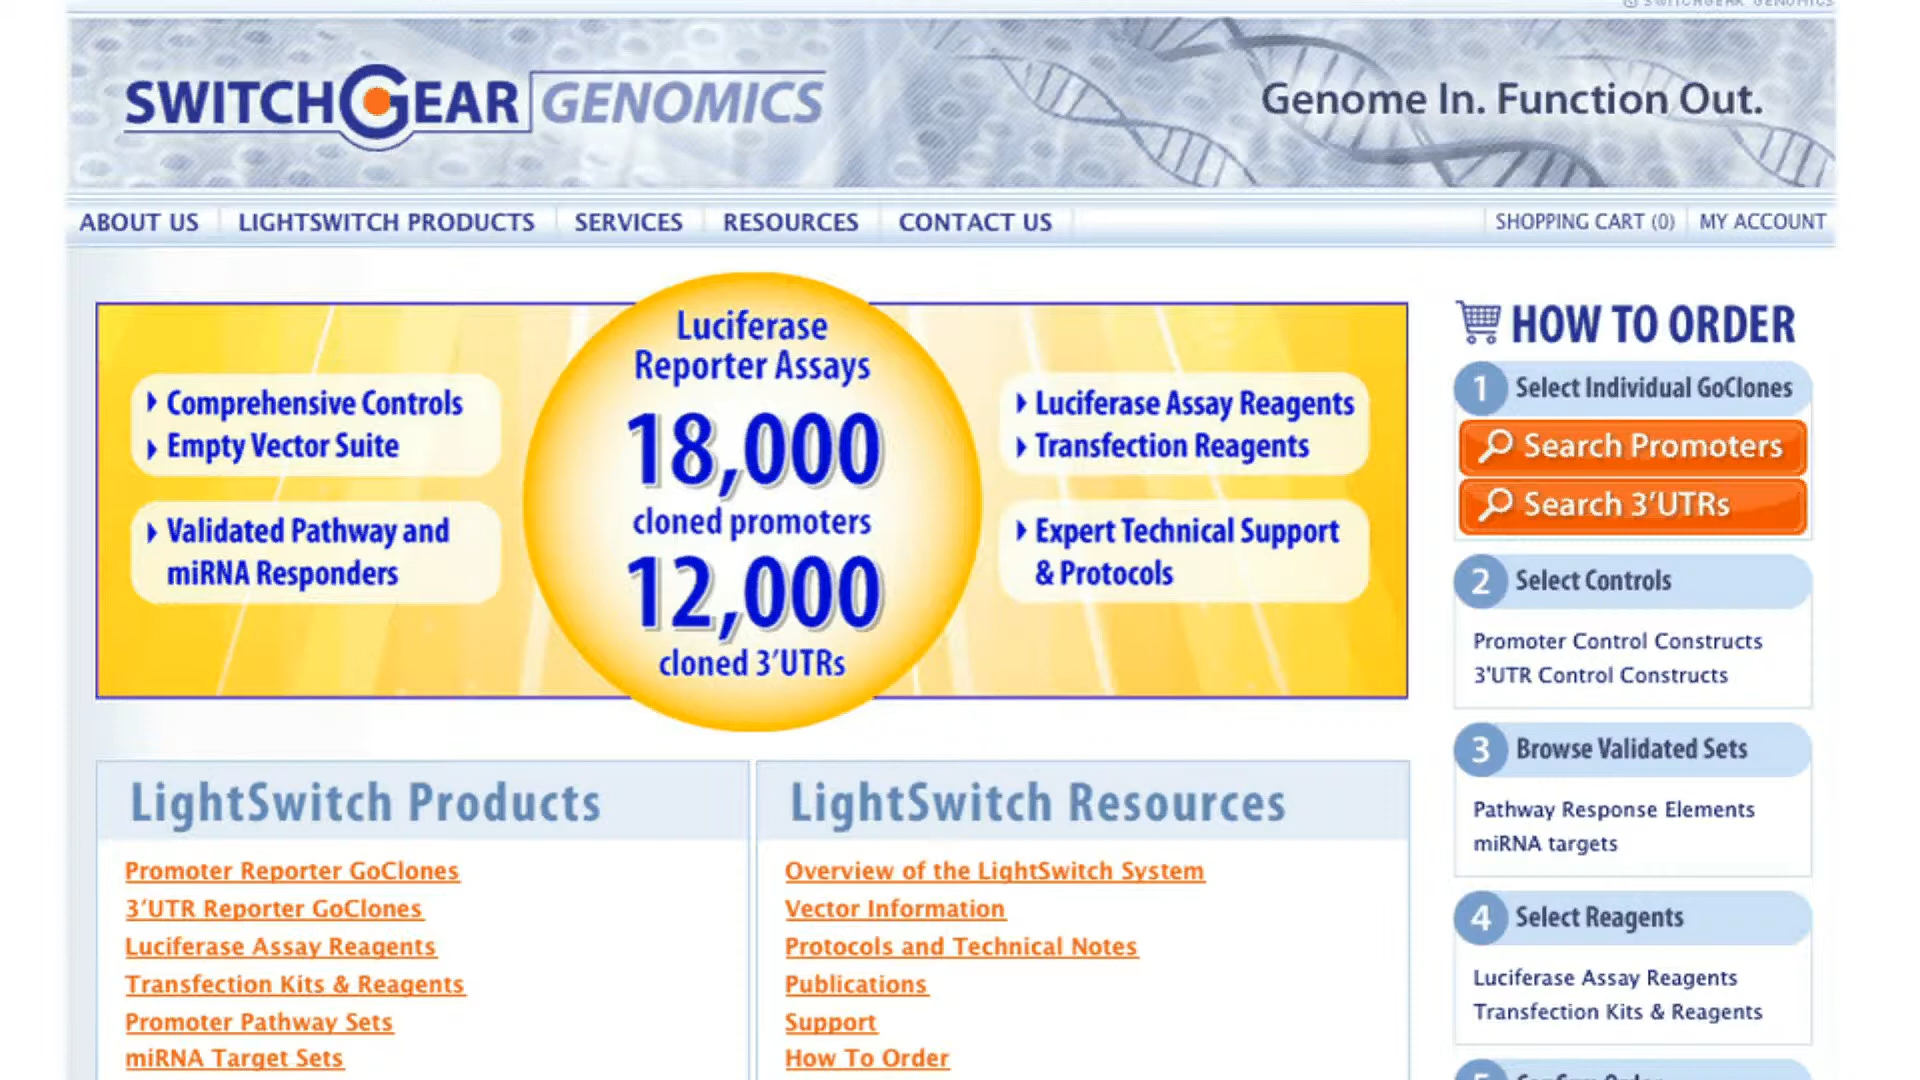 SWITCHGEAR GENOMICS
SWITCHGEAR GENOMICS
Genome In. Function Out.
ABOUT US LIGHTSWITCH PRODUCTS SERVICES RESOURCES CONTACT US SHOPPING CART (0) MY ACCOUNT
Luciferase
Reporter Assays
18,000
cloned promoters
12,000
cloned 3'UTRs
Comprehensive Controls
Empty Vector Suite
Validated Pathway and
miRNA Responders
Luciferase Assay Reagents
Transfection Reagents
Expert Technical Support
& Protocols
HOW TO ORDER
1 Select Individual GoClones
Search Promoters
Search 3'UTRs
2 Select Controls
Promoter Control Constructs
3'UTR Control Constructs
3 Browse Validated Sets
Pathway Response Elements
miRNA targets
4 Select Reagents
Luciferase Assay Reagents
Transfection Kits & Reagents
LightSwitch Products
Promoter Reporter GoClones
3'UTR Reporter GoClones
Luciferase Assay Reagents
Transfection Kits & Reagents
Promoter Pathway Sets
miRNA Target Sets
LightSwitch Resources
Overview of the LightSwitch System
Vector Information
Protocols and Technical Notes
Publications
Support
How To Order